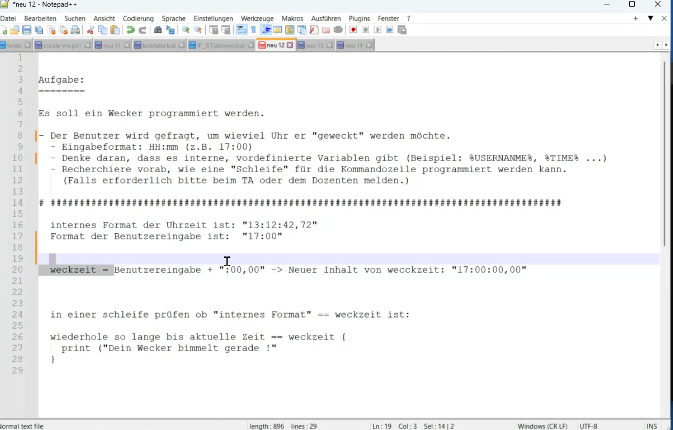 *neu 12 - Notepad++
Datei Bearbeiten Suchen Ansicht Codierung Sprache Einstellungen Werkzeuge Makros Ausführen Plugins Fenster ?
create-vm.ps1 neu 11 testdatei.bat IF_STatement.bat neu 12 neu 13 neu 14
1
2
3 Aufgabe:
4 --------
5
6 Es soll ein Wecker programmiert werden.
7
8 - Der Benutzer wird gefragt, um wieviel Uhr er "geweckt" werden möchte.
9 - Eingabeformat: HH:mm (z.B. 17:00)
10 - Denke daran, dass es interne, vordefinierte Variablen gibt (Beispiel: %USERNANME%, %TIME% ...)
11 - Recherchiere vorab, wie eine "Schleife" für die Kommandozeile programmiert werden kann.
12 (Falls erforderlich bitte beim TA oder dem Dozenten melden.)
13
14 # ####################################################################################
15
16 internes Format der Uhrzeit ist: "13:12:42,72"
17 Format der Benutzereingabe ist: "17:00"
18
19
20 weckzeit = Benutzereingabe + ":00,00" -> Neuer Inhalt von wecckzeit: "17:00:00,00"
21
22
23
24 in einer schleife prüfen ob "internes Format" == weckzeit ist:
25
26 wiederhole so lange bis aktuelle Zeit == weckzeit {
27 print ("Dein Wecker bimmelt gerade !"
28 }
29
Normal text file length : 896 lines : 29 Ln : 19 Col : 3 Sel : 14 | 2 Windows (CR LF) UTF-8 INS